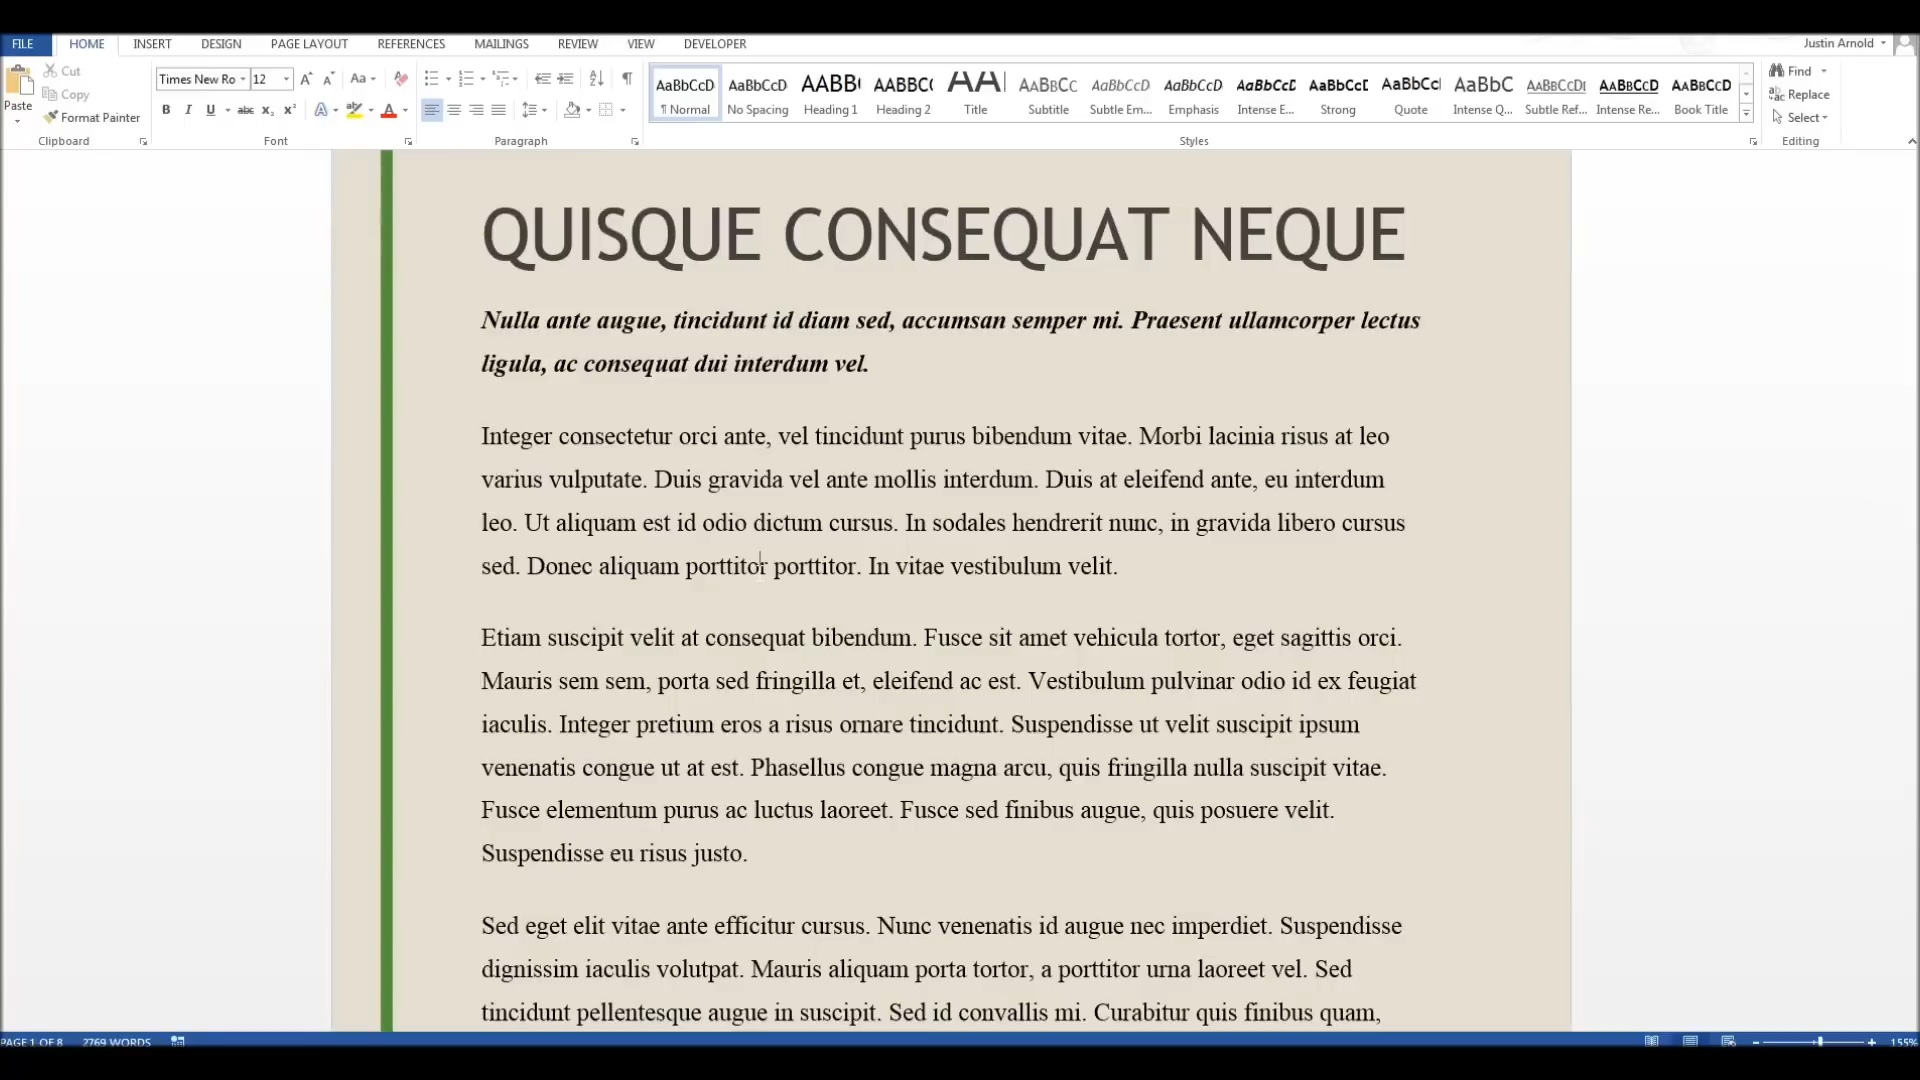 FILE HOME INSERT DESIGN PAGE LAYOUT REFERENCES MAILINGS REVIEW VIEW DEVELOPER Justin Arnold
Cut
Copy
Format Painter
Paste
Clipboard
Times New Ro 12
Aa
B I U abc x₂ x² A A
Font
Paragraph
AaBbCcD AaBbCcD AABB( AABBC( AA AaBbCc AaBbCcD AaBbCcD AaBbCcD AaBbCcD AaBbCcI AaBbC AaBbCcD AaBbCcD AaBbCcD
¶ Normal No Spacing Heading 1 Heading 2 Title Subtitle Subtle Em... Emphasis Intense E... Strong Quote Intense Q... Subtle Ref... Intense Re... Book Title
Styles
Find
Replace
Select
Editing
QUISQUE CONSEQUAT NEQUE
Nulla ante augue, tincidunt id diam sed, accumsan semper mi. Praesent ullamcorper lectus
ligula, ac consequat dui interdum vel.
Integer consectetur orci ante, vel tincidunt purus bibendum vitae. Morbi lacinia risus at leo
varius vulputate. Duis gravida vel ante mollis interdum. Duis at eleifend ante, eu interdum
leo. Ut aliquam est id odio dictum cursus. In sodales hendrerit nunc, in gravida libero cursus
sed. Donec aliquam porttitor porttitor. In vitae vestibulum velit.
Etiam suscipit velit at consequat bibendum. Fusce sit amet vehicula tortor, eget sagittis orci.
Mauris sem sem, porta sed fringilla et, eleifend ac est. Vestibulum pulvinar odio id ex feugiat
iaculis. Integer pretium eros a risus ornare tincidunt. Suspendisse ut velit suscipit ipsum
venenatis congue ut at est. Phasellus congue magna arcu, quis fringilla nulla suscipit vitae.
Fusce elementum purus ac luctus laoreet. Fusce sed finibus augue, quis posuere velit.
Suspendisse eu risus justo.
Sed eget elit vitae ante efficitur cursus. Nunc venenatis id augue nec imperdiet. Suspendisse
dignissim iaculis volutpat. Mauris aliquam porta tortor, a porttitor urna laoreet vel. Sed
tincidunt pellentesque augue in suscipit. Sed id convallis mi. Curabitur quis finibus quam,
PAGE 1 OF 8 2769 WORDS 155%